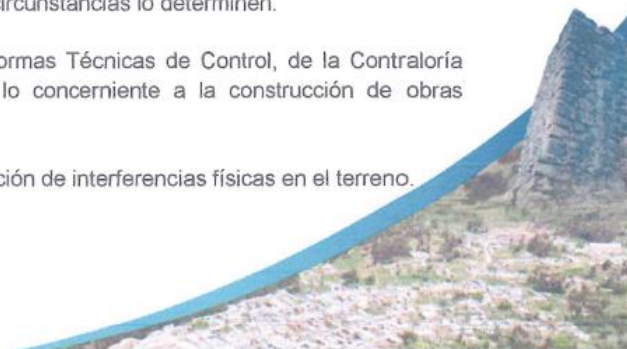 circunstancias lo determinen.
ormas Técnicas de Control, de la Contraloría
lo concerniente a la construcción de obras
ción de interferencias físicas en el terreno.